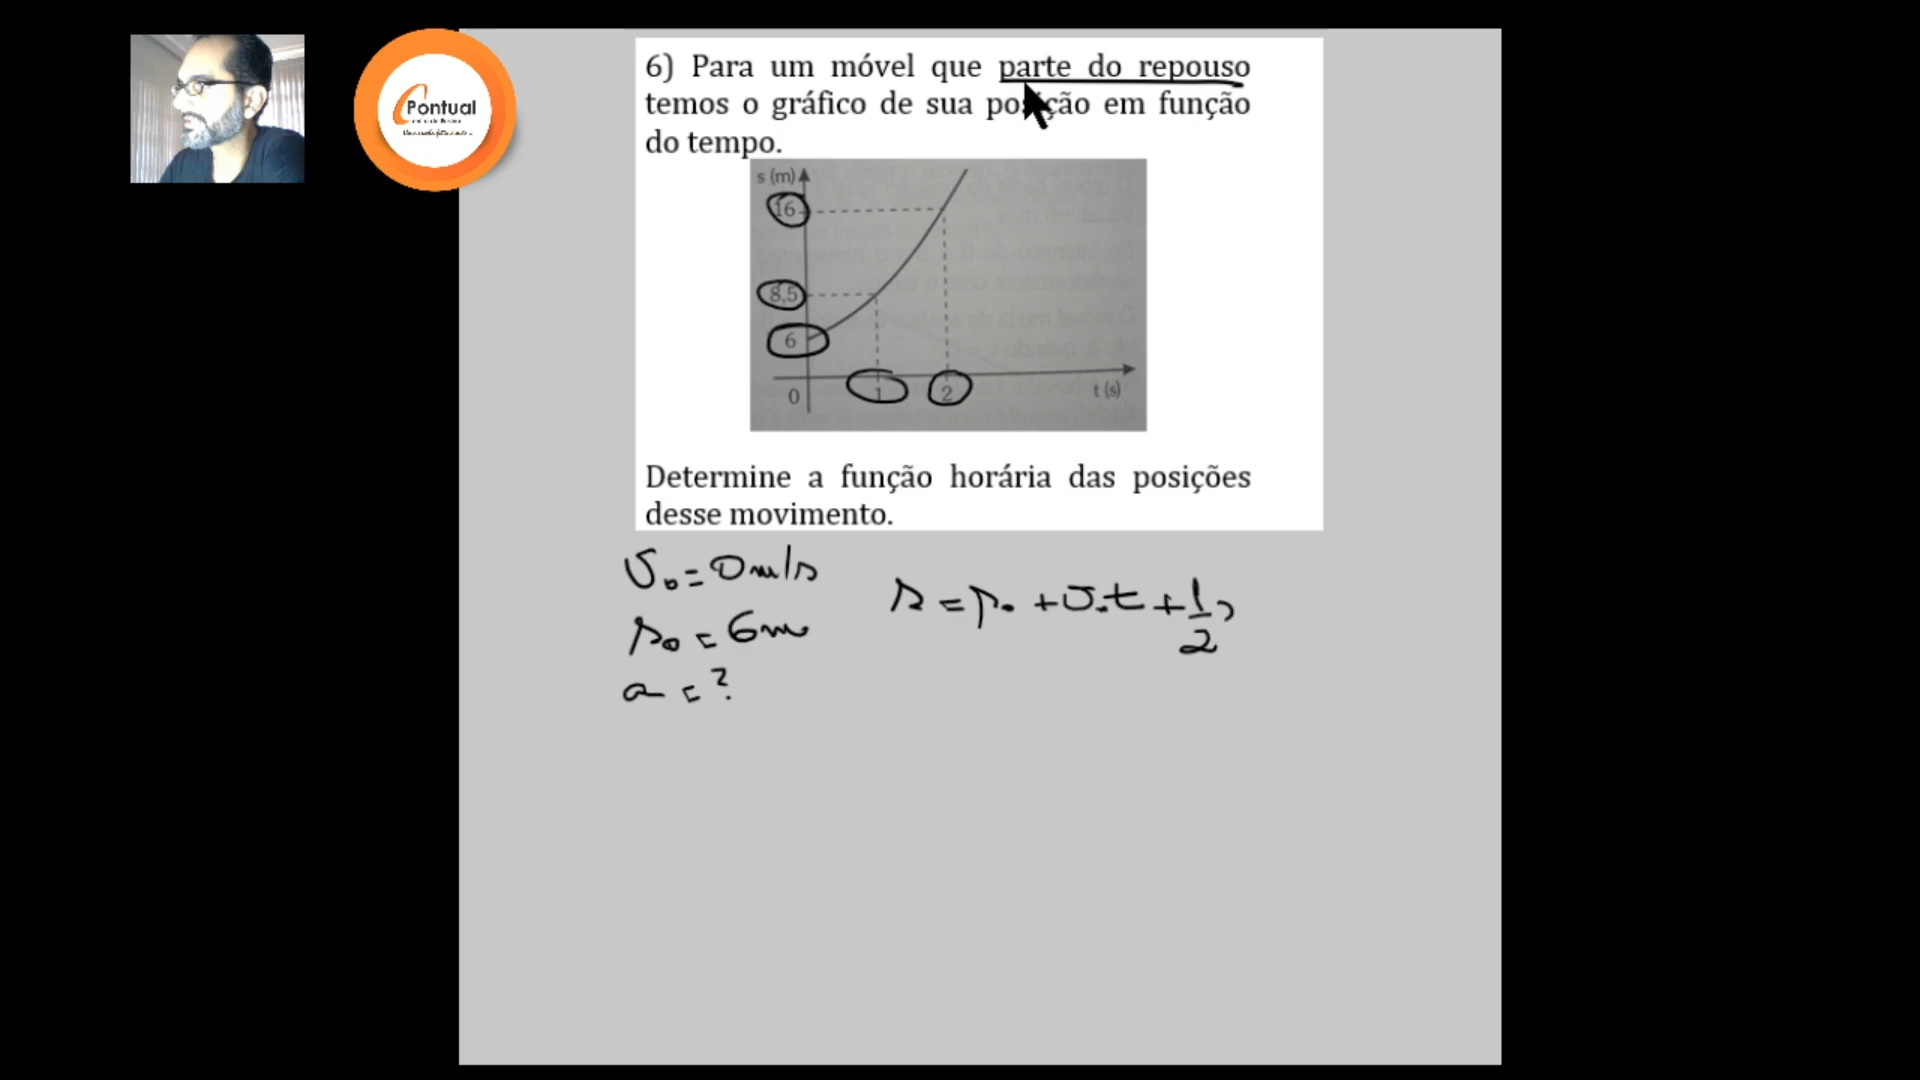 Pontual
6) Para um móvel que parte do repouso
temos o gráfico de sua posição em função
do tempo.
s (m)
16
8,5
6
0
1
2
t (s)
Determine a função horária das posições
desse movimento.
v₀ = 0 m/s
s₀ = 6 m
a = ?
s = s₀ + v₀t + 1/2